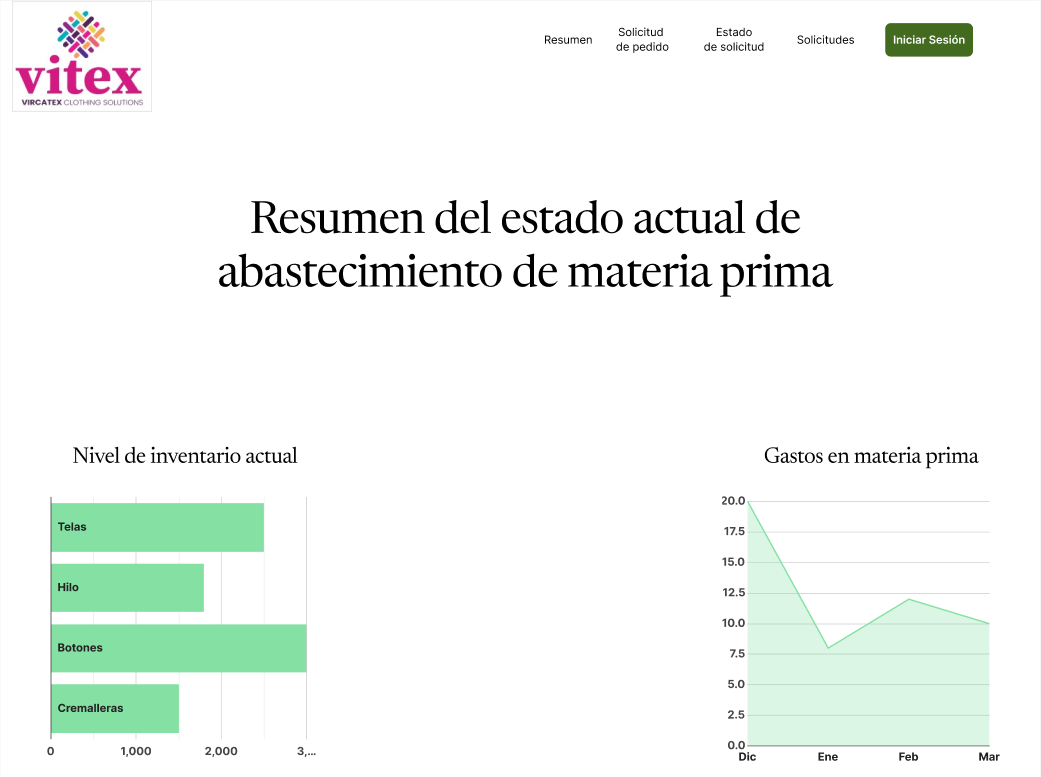 vitex
VIRCATEX CLOTHING SOLUTIONS
Resumen
Solicitud
de pedido
Estado
de solicitud
Solicitudes
Iniciar Sesión
Resumen del estado actual de
abastecimiento de materia prima
Nivel de inventario actual
Telas
Hilo
Botones
Cremalleras
0 1,000 2,000 3,...
Gastos en materia prima
20.0
17.5
15.0
12.5
10.0
7.5
5.0
2.5
0.0
Dic Ene Feb Mar